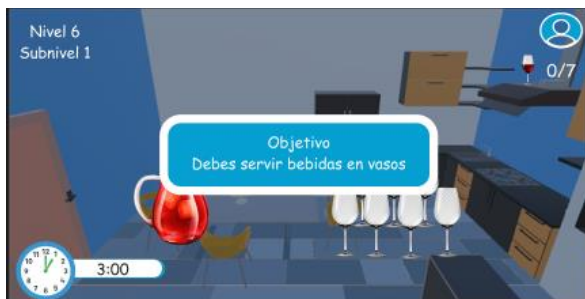 Nivel 6
Subnivel 1
0/7
Objetivo
Debes servir bebidas en vasos
3:00